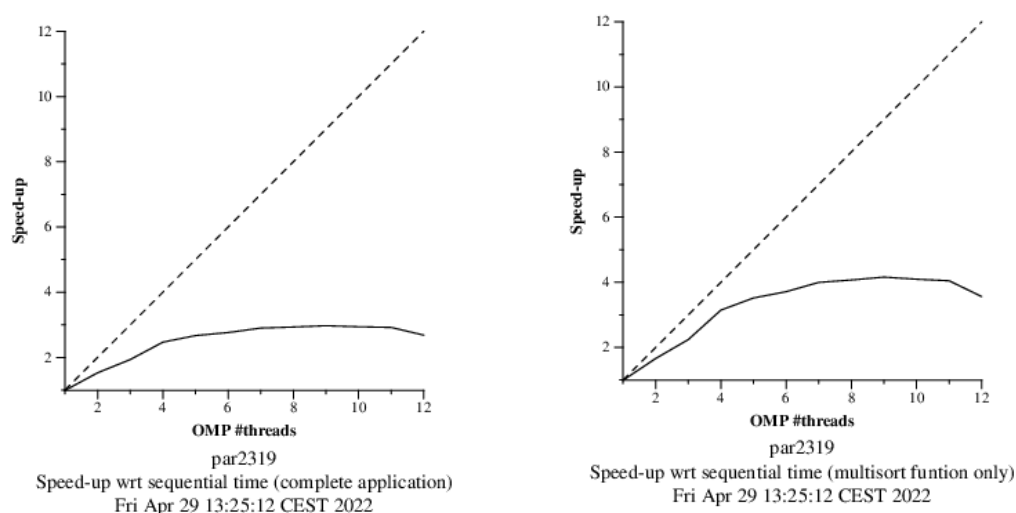 12
10
8
6
4
2
Speed-up
2
4
6
8
10
12
OMP #threads
par2319
Speed-up wrt sequential time (complete application)
Fri Apr 29 13:25:12 CEST 2022
12
10
8
6
4
2
Speed-up
2
4
6
8
10
12
OMP #threads
par2319
Speed-up wrt sequential time (multisort funtion only)
Fri Apr 29 13:25:12 CEST 2022